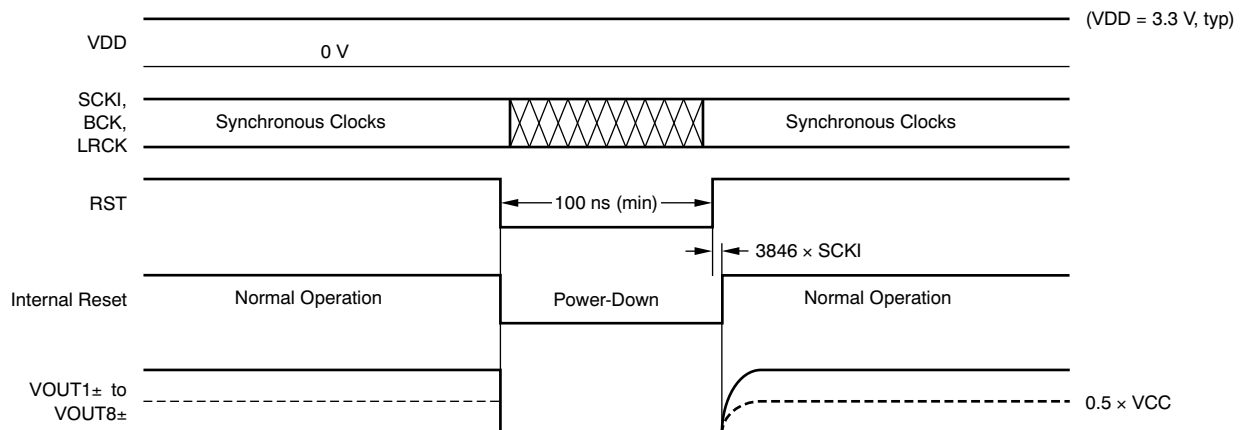 (VDD = 3.3 V, typ)
VDD
0 V
SCKI,
BCK,
LRCK
Synchronous Clocks
Synchronous Clocks
RST
100 ns (min)
3846 × SCKI
Internal Reset
Normal Operation
Power-Down
Normal Operation
VOUT1± to
VOUT8±
0.5 × VCC